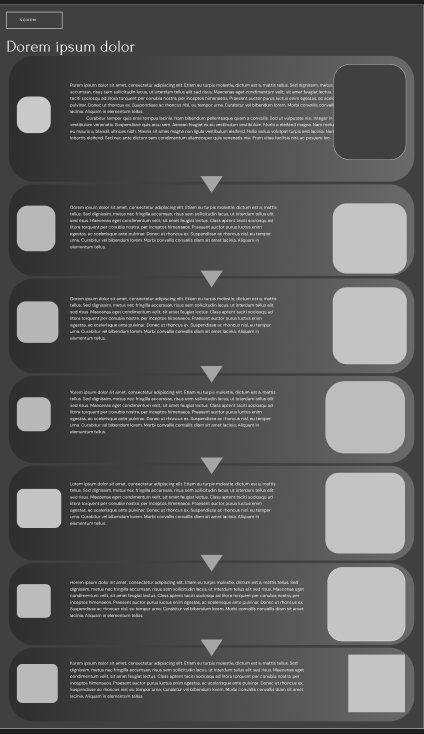 DOREM
Dorem ipsum dolor
Porem ipsum dolor sit amet, consectetur adipiscing elit. Etiam eu turpis molestie, dictum est a, mattis tellus. Sed dignissim, metus
accumsan, risus sem sollicitudin lacus, ut interdum tellus elit sed risus. Maecenas eget condimentum velit, sit amet feugiat lectus.
taciti sociosqu ad litora torquent per conubia nostra, per inceptos himenaeos. Praesent auctor purus luctus enim egestas, ac sceler
pulvinar. Donec ut rhoncus ex. Suspendisse ac rhoncus nisl, eu tempor urna. Curabitur vel bibendum lorem. Morbi convallis
diam sit amet lacinia. Aliquam in elementum tellus.
Curabitur tempor quis eros tempus lacinia. Nam bibendum pellentesque quam a convallis. Sed ut vulputate nisi. Integer in
vestibulum venenatis. Suspendisse quis arcu sem. Aenean feugiat ex eu vestibulum vestibulum. Morbi a eleifend magna. Nam metus
eu mauris a, blandit ultrices nibh. Mauris sit amet magna non ligula vestibulum eleifend. Nulla varius volutpat turpis sed lacinia. Nam
lobortis eleifend. Sed nec ante dictum sem condimentum ullamcorper quis venenatis nisi. Proin vitae facilisis nisi, ac posuere leo.
Norem ipsum dolor sit amet, consectetur adipiscing elit. Etiam eu turpis molestie, dictum est a, mattis
tellus. Sed dignissim, metus nec fringilla accumsan, risus sem sollicitudin lacus, ut interdum tellus elit
sed risus. Maecenas eget condimentum velit, sit amet feugiat lectus. Class aptent taciti sociosqu ad
litora torquent per conubia nostra, per inceptos himenaeos. Praesent auctor purus luctus enim
egestas, ac scelerisque ante pulvinar. Donec ut rhoncus ex. Suspendisse ac rhoncus nisl, eu tempor
urna. Curabitur vel bibendum lorem. Morbi convallis convallis diam sit amet lacinia. Aliquam in
elementum tellus.
Norem ipsum dolor sit amet, consectetur adipiscing elit. Etiam eu turpis molestie, dictum est a, mattis
tellus. Sed dignissim, metus nec fringilla accumsan, risus sem sollicitudin lacus, ut interdum tellus elit
sed risus. Maecenas eget condimentum velit, sit amet feugiat lectus. Class aptent taciti sociosqu ad
litora torquent per conubia nostra, per inceptos himenaeos. Praesent auctor purus luctus enim
egestas, ac scelerisque ante pulvinar. Donec ut rhoncus ex. Suspendisse ac rhoncus nisl, eu tempor
urna. Curabitur vel bibendum lorem. Morbi convallis convallis diam sit amet lacinia. Aliquam in
elementum tellus.
Yorem ipsum dolor sit amet, consectetur adipiscing elit. Etiam eu turpis molestie, dictum est a, mattis
tellus. Sed dignissim, metus nec fringilla accumsan, risus sem sollicitudin lacus, ut interdum tellus elit
sed risus. Maecenas eget condimentum velit, sit amet feugiat lectus. Class aptent taciti sociosqu ad
litora torquent per conubia nostra, per inceptos himenaeos. Praesent auctor purus luctus enim
egestas, ac scelerisque ante pulvinar. Donec ut rhoncus ex. Suspendisse ac rhoncus nisl, eu tempor
urna. Curabitur vel bibendum lorem. Morbi convallis convallis diam sit amet lacinia. Aliquam in
elementum tellus.
Lorem ipsum dolor sit amet, consectetur adipiscing elit. Etiam eu turpis molestie, dictum est a, mattis
tellus. Sed dignissim, metus nec fringilla accumsan, risus sem sollicitudin lacus, ut interdum tellus elit
sed risus. Maecenas eget condimentum velit, sit amet feugiat lectus. Class aptent taciti sociosqu ad
litora torquent per conubia nostra, per inceptos himenaeos. Praesent auctor purus luctus enim
egestas, ac scelerisque ante pulvinar. Donec ut rhoncus ex. Suspendisse ac rhoncus nisl, eu tempor
urna. Curabitur vel bibendum lorem. Morbi convallis convallis diam sit amet lacinia. Aliquam in
elementum tellus.
Horem ipsum dolor sit amet, consectetur adipiscing elit. Etiam eu turpis molestie, dictum est a, mattis tellus. Sed
dignissim, metus nec fringilla accumsan, risus sem sollicitudin lacus, ut interdum tellus elit sed risus. Maecenas
eget condimentum velit, sit amet feugiat lectus. Class aptent taciti sociosqu ad litora torquent per conubia nostra, per
inceptos himenaeos. Praesent auctor purus luctus enim egestas, ac scelerisque ante pulvinar. Donec ut rhoncus ex.
Suspendisse ac rhoncus nisl, eu tempor urna. Curabitur vel bibendum lorem. Morbi convallis convallis diam sit amet
lacinia. Aliquam in elementum tellus.
Korem ipsum dolor sit amet, consectetur adipiscing elit. Etiam eu turpis molestie, dictum est a, mattis tellus. Sed
dignissim, metus nec fringilla accumsan, risus sem sollicitudin lacus, ut interdum tellus elit sed risus. Maecenas
eget condimentum velit, sit amet feugiat lectus. Class aptent taciti sociosqu ad litora torquent per conubia nostra, per
inceptos himenaeos. Praesent auctor purus luctus enim egestas, ac scelerisque ante pulvinar. Donec ut rhoncus ex.
Suspendisse ac rhoncus nisl, eu tempor urna. Curabitur vel bibendum lorem. Morbi convallis convallis diam sit amet
lacinia. Aliquam in elementum tellus.